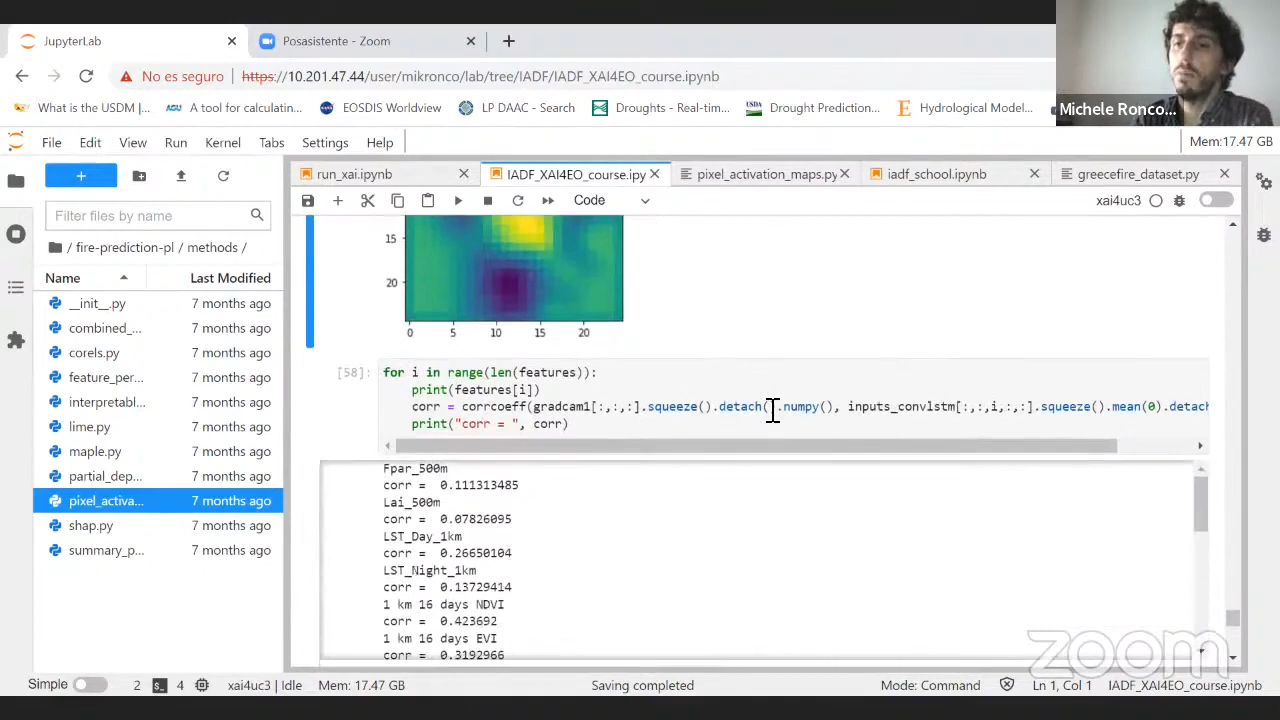 JupyterLab
Posasistente - Zoom
No es seguro
https://10.201.47.44/user/mikronco/lab/tree/IADF/IADF_XAI4EO_course.ipynb
What is the USDM |...
AGU
A tool for calculatin...
EOSDIS Worldview
LP DAAC - Search
Droughts - Real-tim...
USDA
Drought Prediction...
Hydrological Model...
Michele Ronco...
File
Edit
View
Run
Kernel
Tabs
Settings
Help
Mem:17.47 GB
run_xai.ipynb
IADF_XAI4EO_course.ipy
pixel_activation_maps.py
iadf_school.ipynb
greecefire_dataset.py
Code
xai4uc3
Filter files by name
/ fire-prediction-pl / methods /
Name
Last Modified
__init__.py 7 months ago
combined_... 7 months ago
corels.py 7 months ago
feature_per... 7 months ago
interpretabl... 7 months ago
lime.py 7 months ago
maple.py 7 months ago
partial_dep... 7 months ago
pixel_activa... 7 months ago
shap.py 7 months ago
summary_p... 7 months ago
15
20
0 5 10 15 20
[58]:
for i in range(len(features)):
print(features[i])
corr = corrcoeff(gradcam1[:,:,:].squeeze().detach().numpy(), inputs_convlstm[:,:,i,:,:].squeeze().mean(0).detach
print("corr = ", corr)
Fpar_500m
corr = 0.111313485
Lai_500m
corr = 0.07826095
LST_Day_1km
corr = 0.26650104
LST_Night_1km
corr = 0.13729414
1 km 16 days NDVI
corr = 0.423692
1 km 16 days EVI
corr = 0.3192966
zoom
Simple
2
4
xai4uc3 | Idle
Mem: 17.47 GB
Saving completed
Mode: Command
Ln 1, Col 1
IADF_XAI4EO_course.ipynb